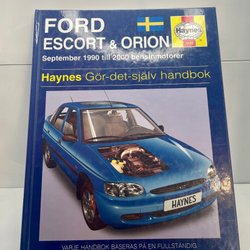 FORD
ESCORT & ORION
Haynes
September 1990 till 2000 bensinmotorer
Haynes Gör-det-själv handbok
HAYNES
VARJE HANDBOK BASERAS PÅ EN FULLSTÄNDIG